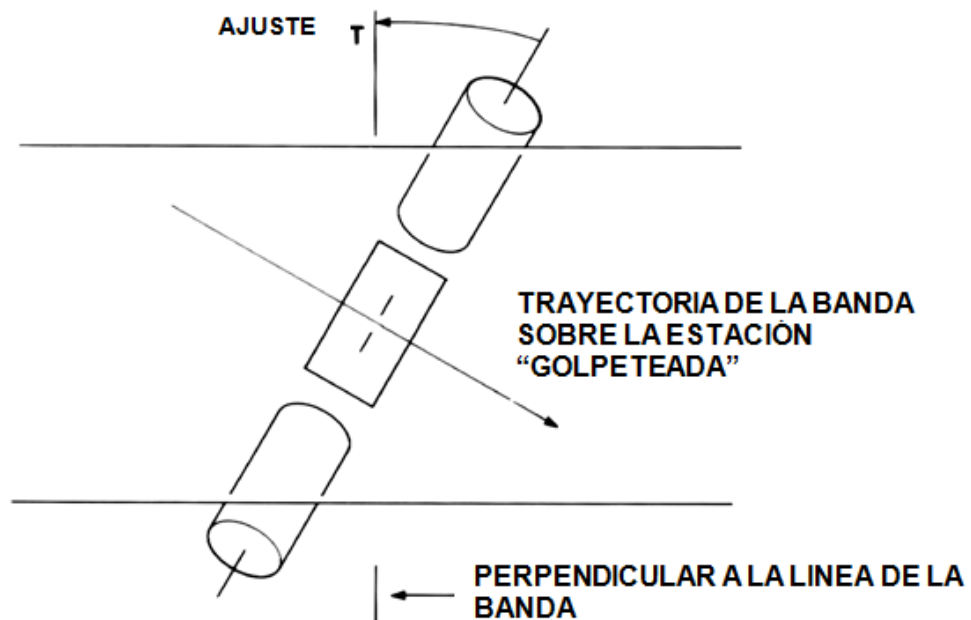 AJUSTE T
TRAYECTORIA DE LA BANDA
SOBRE LA ESTACIÓN
“GOLPETEADA”
PERPENDICULAR A LA LINEA DE LA
BANDA